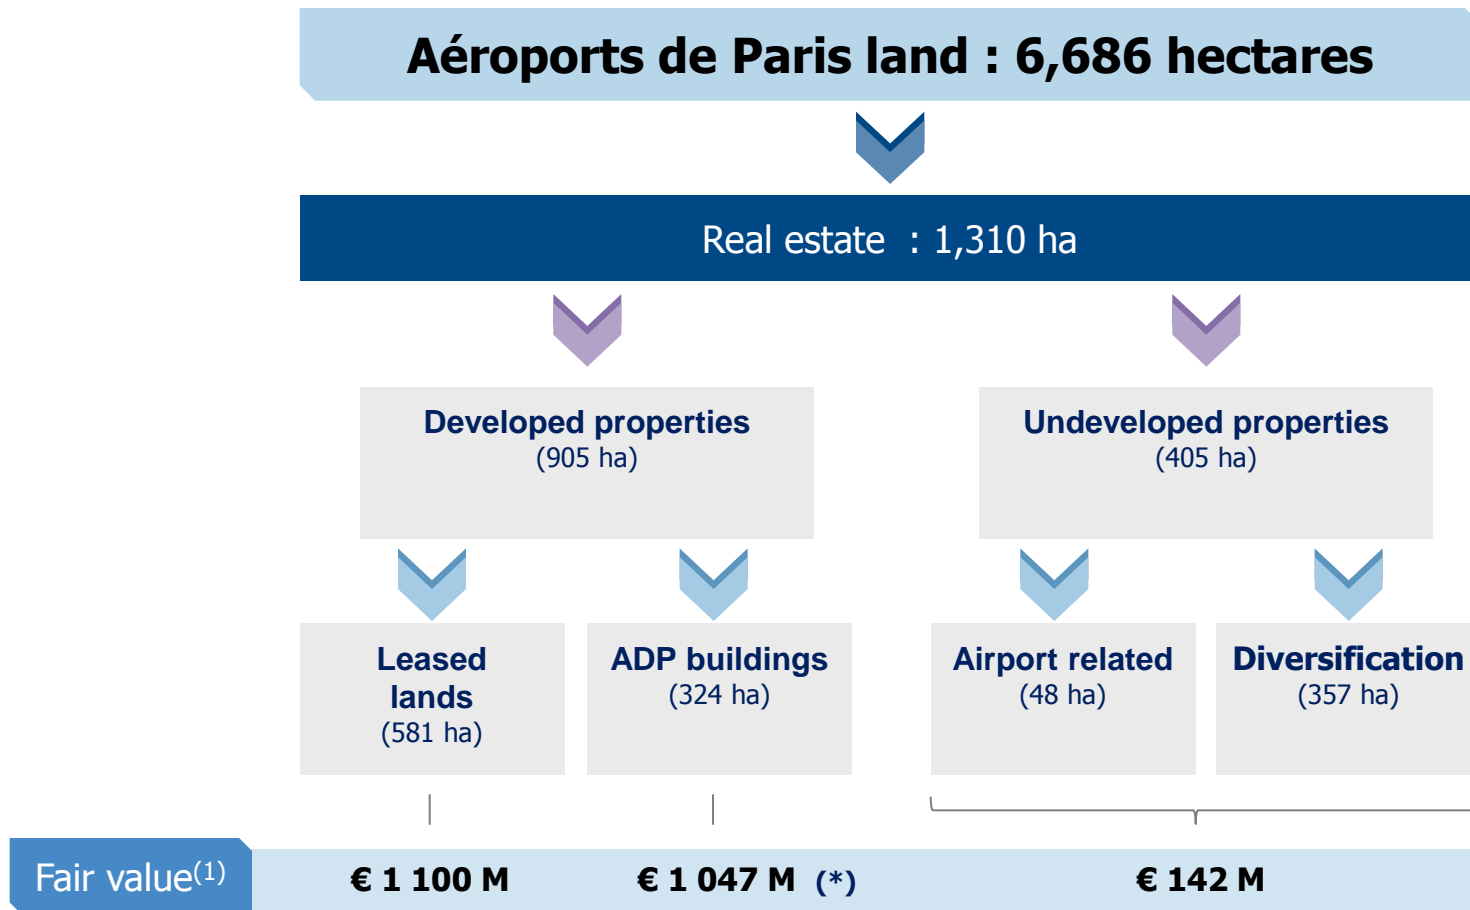 Aéroports de Paris land : 6,686 hectares
Real estate : 1,310 ha
Developed properties
(905 ha)
Undeveloped properties
(405 ha)
Leased
lands
(581 ha)
ADP buildings
(324 ha)
Airport related
(48 ha)
Diversification
(357 ha)
Fair value(1)
€ 1 100 M
€ 1 047 M (*)
€ 142 M